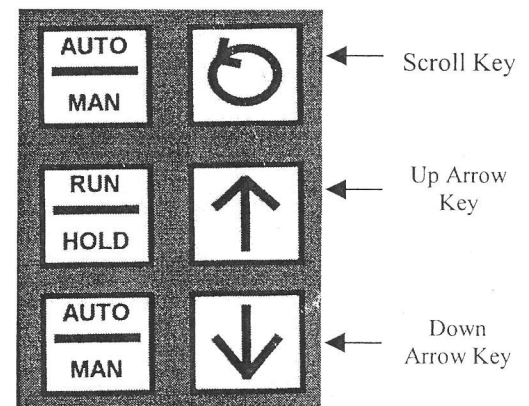 AUTO
MAN
Scroll Key
RUN
HOLD
Up Arrow
Key
AUTO
MAN
Down
Arrow Key